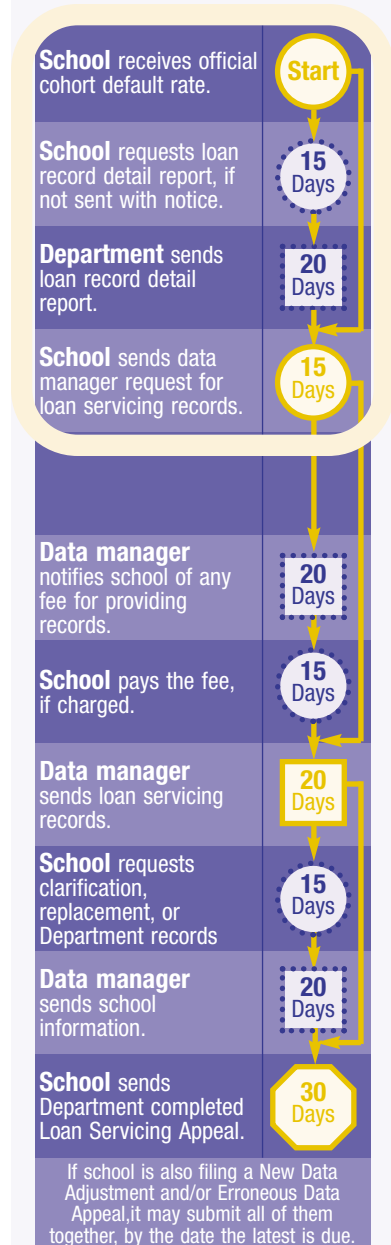 School receives official
cohort default rate.
Start
School requests loan
record detail report, if
not sent with notice.
15
Days
Department sends
loan record detail
report.
20
Days
School sends data
manager request for
loan servicing records.
15
Days
Data manager
notifies school of any
fee for providing
records.
20
Days
School pays the fee,
if charged.
15
Days
Data manager
sends loan servicing
records.
20
Days
School requests
clarification,
replacement, or
Department records
15
Days
Data manager
sends school
information.
20
Days
School sends
Department completed
Loan Servicing Appeal.
30
Days
If school is also filing a New Data
Adjustment and/or Erroneous Data
Appeal,it may submit all of them
together, by the date the latest is due.